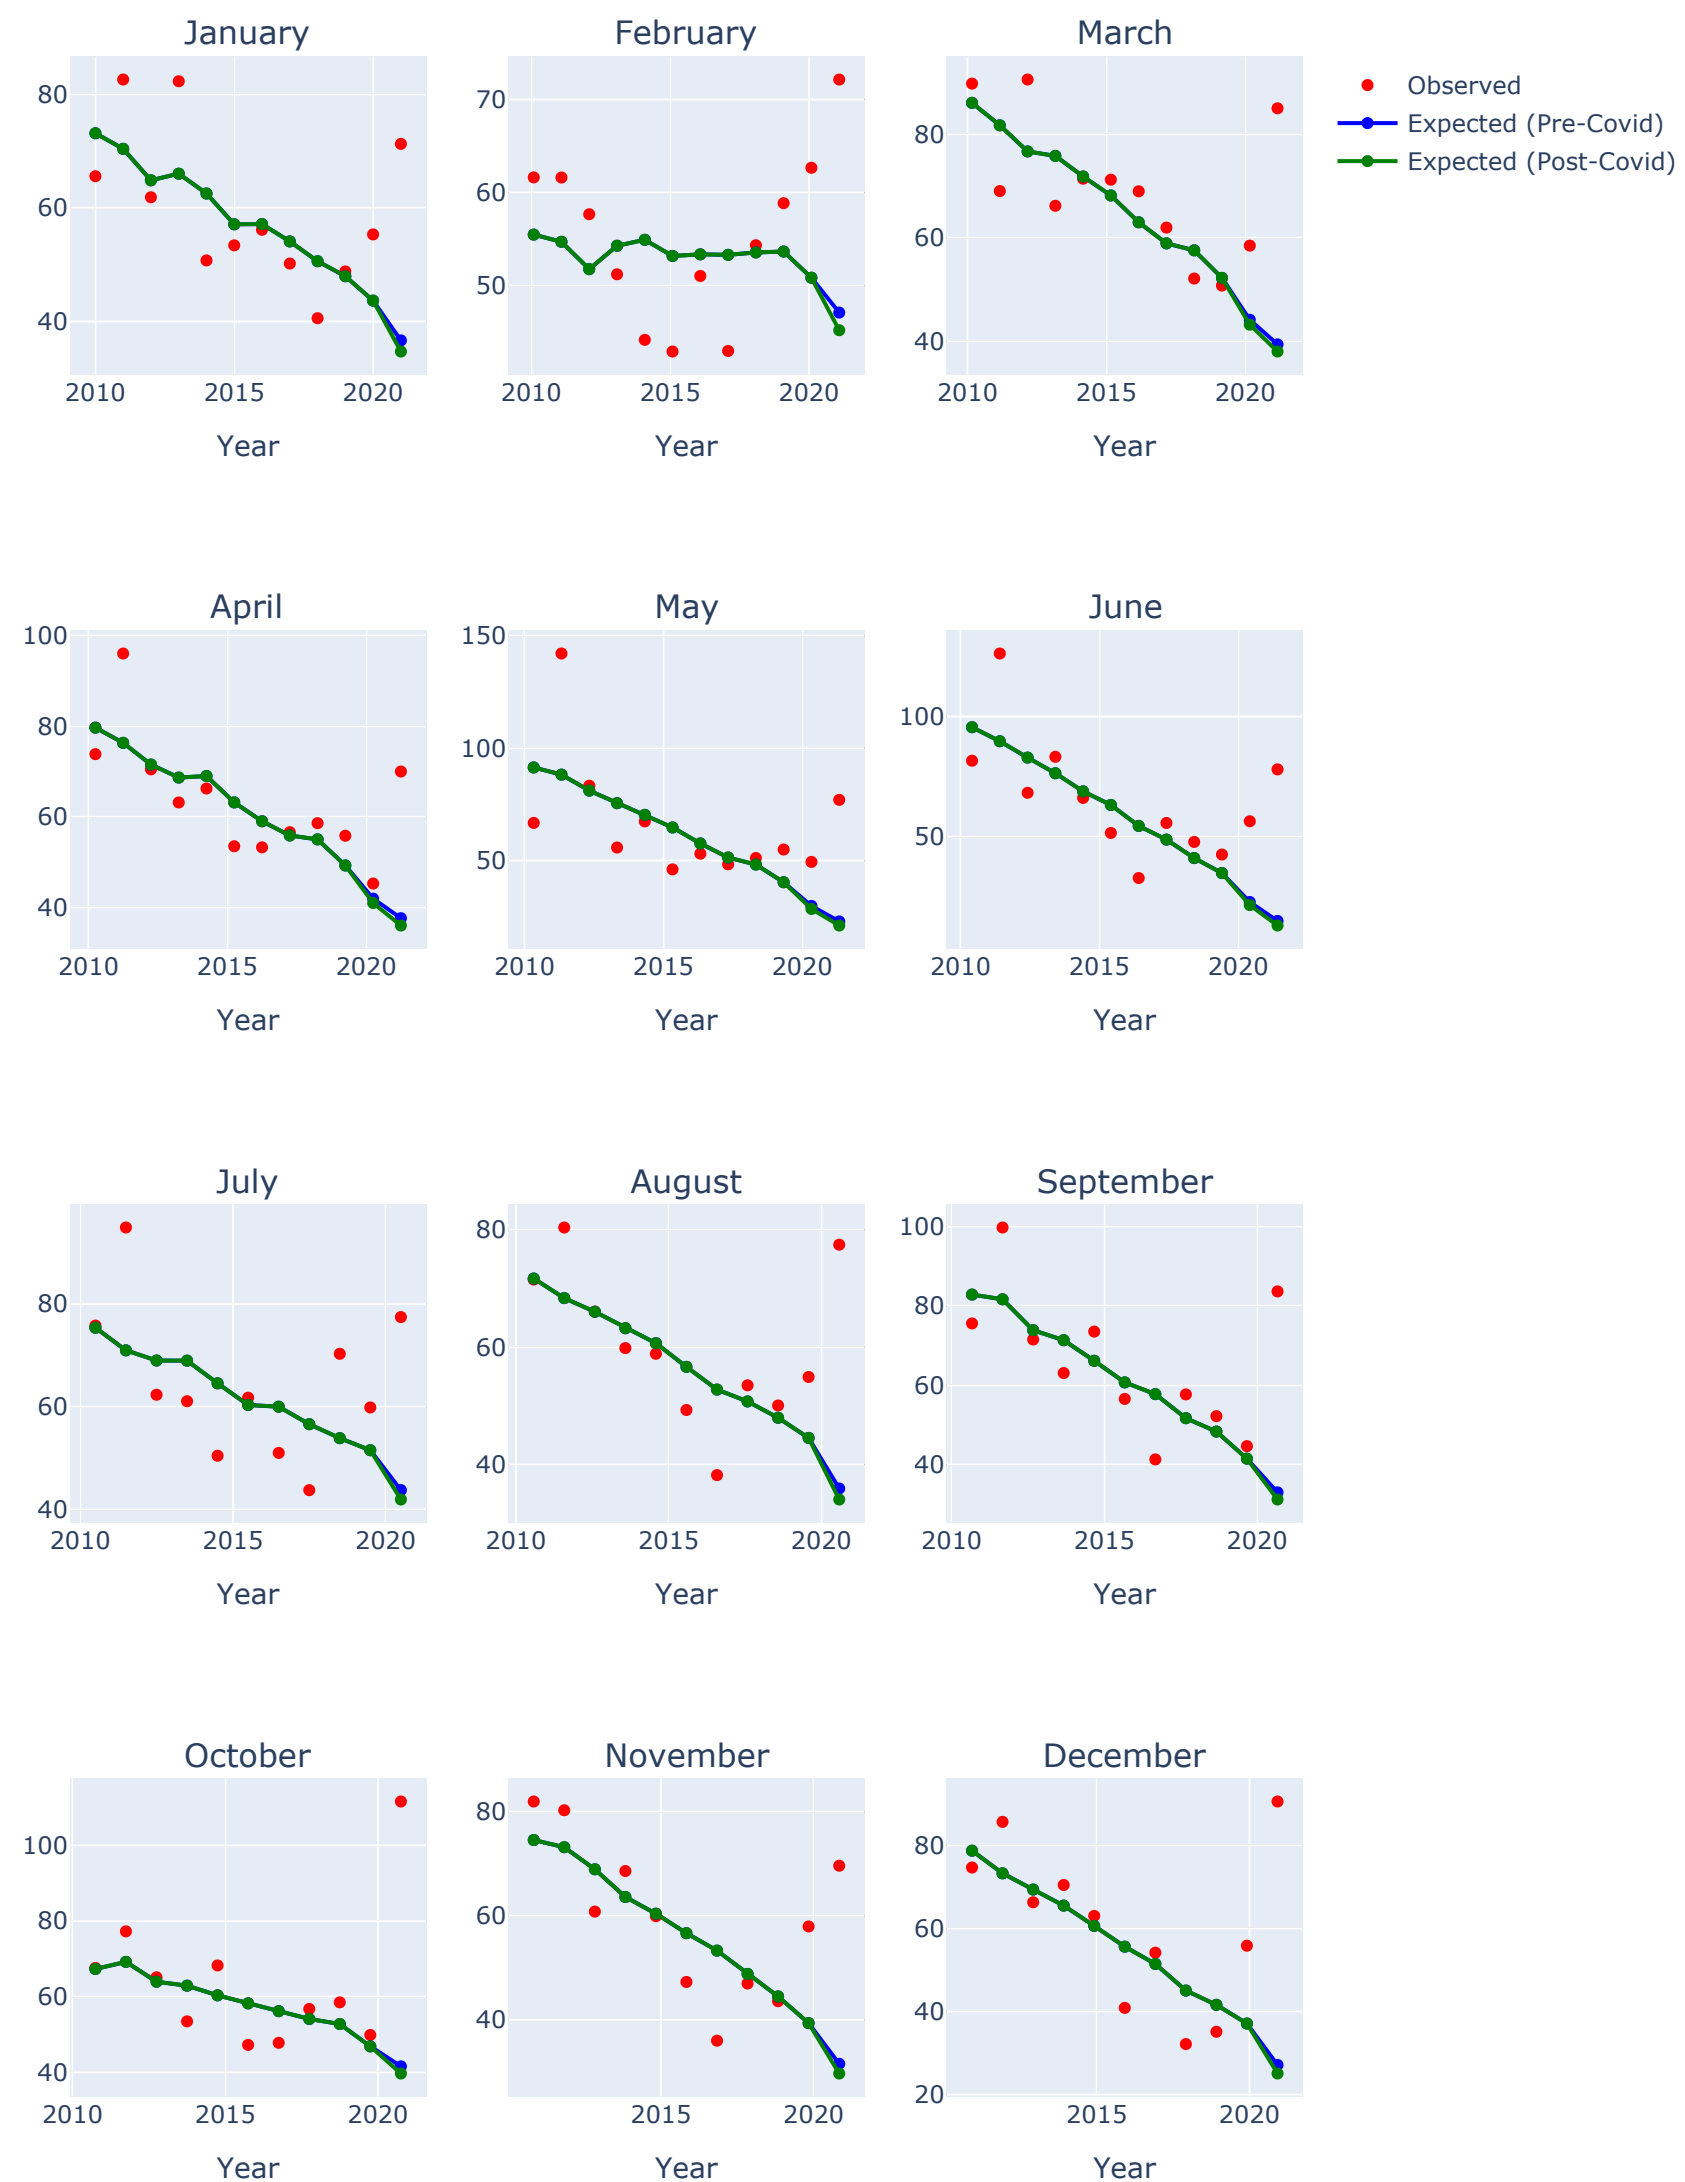 January
February
March
Observed
Expected (Pre-Covid)
Expected (Post-Covid)
80
60
40
2010
2015
2020
Year
70
60
50
2010
2015
2020
Year
80
60
40
2010
2015
2020
Year
April
May
June
100
80
60
40
2010
2015
2020
Year
150
100
50
2010
2015
2020
Year
100
50
2010
2015
2020
Year
July
August
September
80
60
40
2010
2015
2020
Year
80
60
40
2010
2015
2020
Year
100
80
60
40
2010
2015
2020
Year
October
November
December
100
80
60
40
2010
2015
2020
Year
80
60
40
2015
2020
Year
80
60
40
20
2015
2020
Year